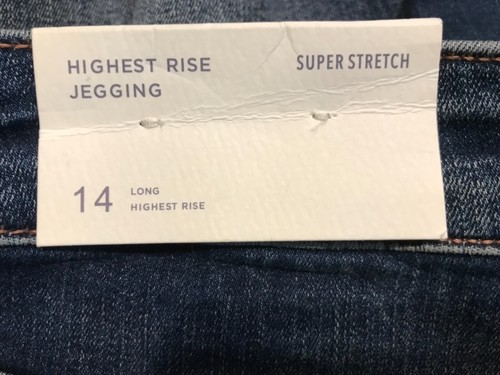 HIGHEST RISE
JEGGING
SUPER STRETCH
14
LONG
HIGHEST RISE